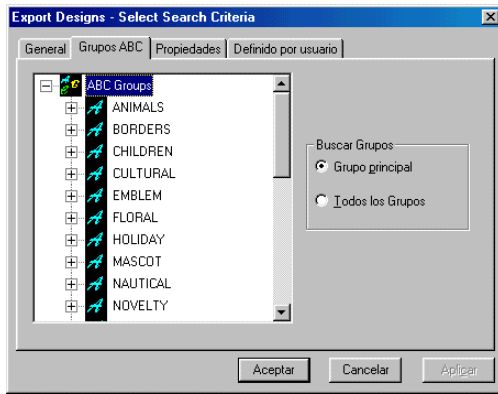 Export Designs - Select Search Criteria
General Grupos ABC Propiedades Definido por usuario
ABC Groups
ANIMALS
BORDERS
CHILDREN
CULTURAL
EMBLEM
FLORAL
HOLIDAY
MASCOT
NAUTICAL
NOVELTY
Buscar Grupos
Grupo principal
Todos los Grupos
Aceptar Cancelar Aplicar